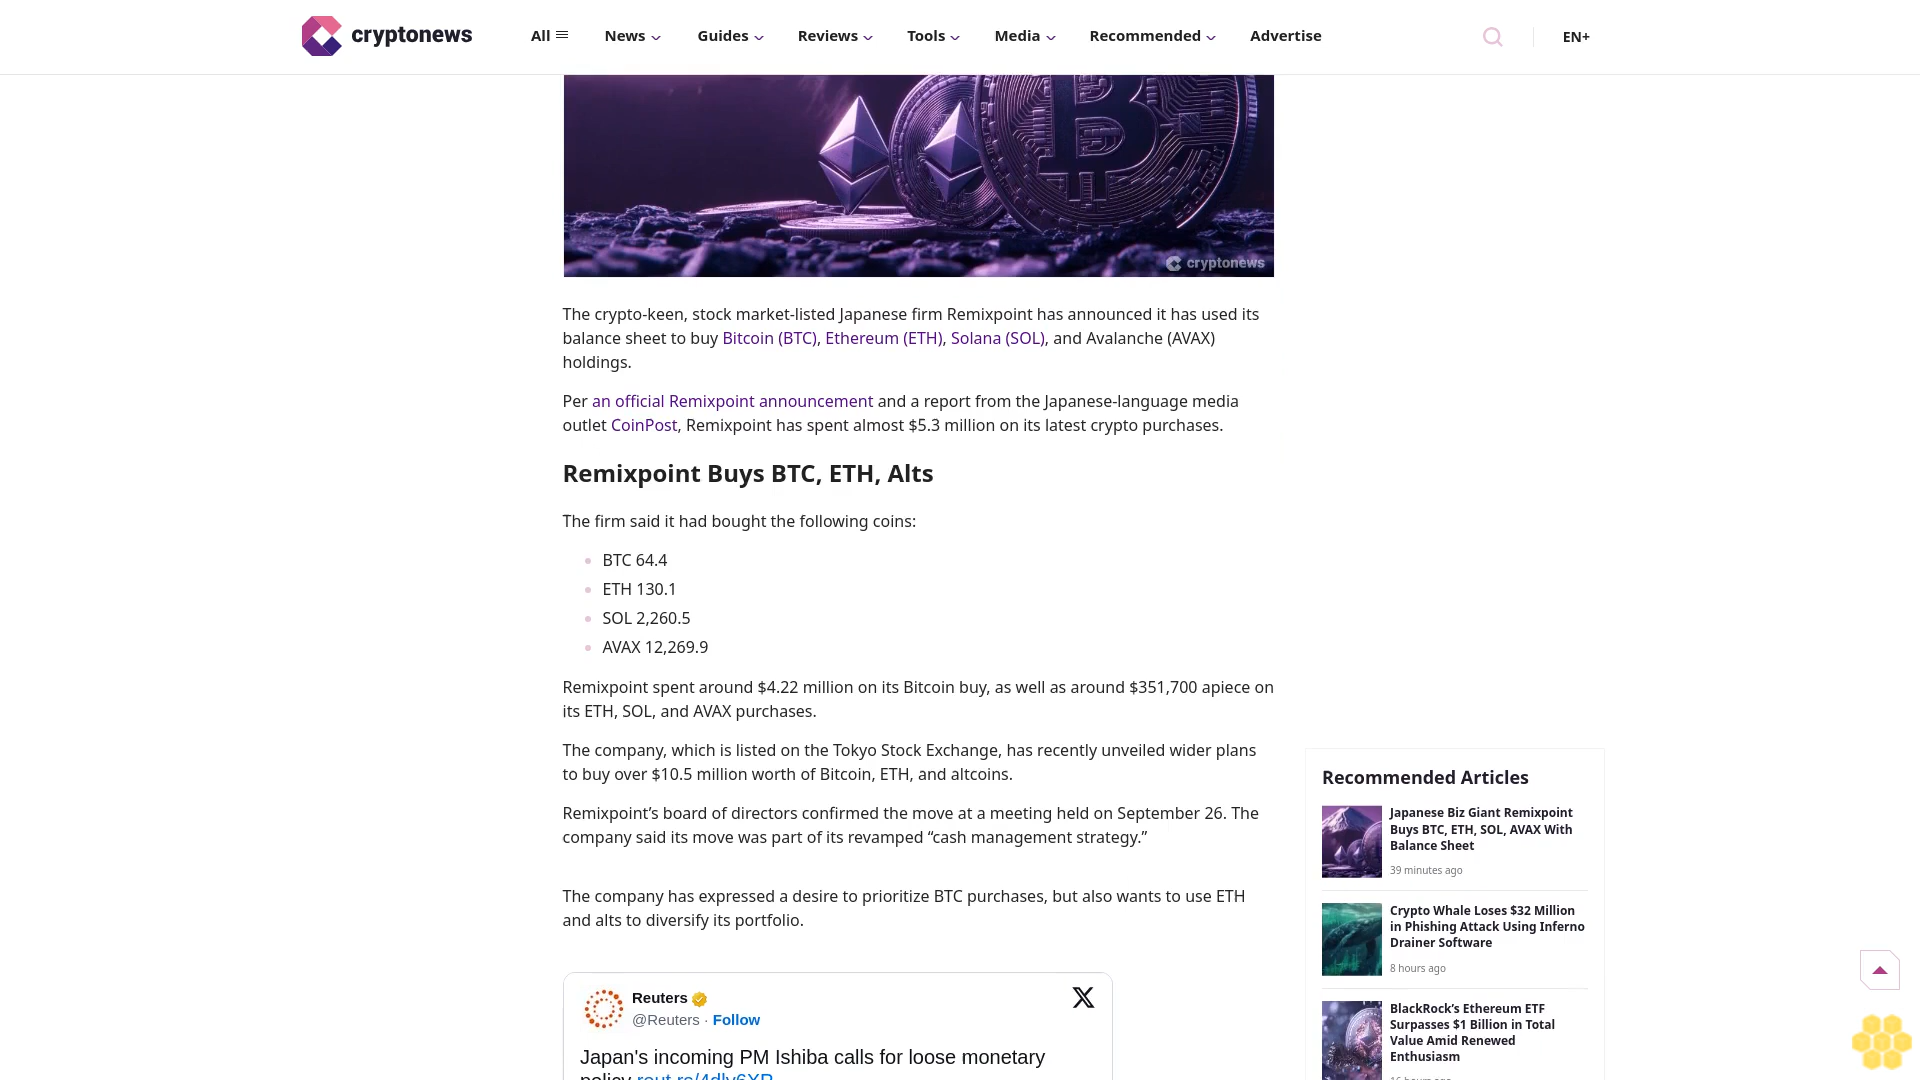 cryptonews
All
News
Guides
Reviews
Tools
Media
Recommended
Advertise
EN+
cryptonews
The crypto-keen, stock market-listed Japanese firm Remixpoint has announced it has used its
balance sheet to buy Bitcoin (BTC), Ethereum (ETH), Solana (SOL), and Avalanche (AVAX)
holdings.
Per an official Remixpoint announcement and a report from the Japanese-language media
outlet CoinPost, Remixpoint has spent almost $5.3 million on its latest crypto purchases.
Remixpoint Buys BTC, ETH, Alts
The firm said it had bought the following coins:
BTC 64.4
ETH 130.1
SOL 2,260.5
AVAX 12,269.9
Remixpoint spent around $4.22 million on its Bitcoin buy, as well as around $351,700 apiece on
its ETH, SOL, and AVAX purchases.
The company, which is listed on the Tokyo Stock Exchange, has recently unveiled wider plans
to buy over $10.5 million worth of Bitcoin, ETH, and altcoins.
Remixpoint’s board of directors confirmed the move at a meeting held on September 26. The
company said its move was part of its revamped “cash management strategy.”
The company has expressed a desire to prioritize BTC purchases, but also wants to use ETH
and alts to diversify its portfolio.
Reuters
@Reuters · Follow
Japan's incoming PM Ishiba calls for loose monetary
policy reut.rs/4dly6XR
Recommended Articles
Japanese Biz Giant Remixpoint
Buys BTC, ETH, SOL, AVAX With
Balance Sheet
39 minutes ago
Crypto Whale Loses $32 Million
in Phishing Attack Using Inferno
Drainer Software
8 hours ago
BlackRock’s Ethereum ETF
Surpasses $1 Billion in Total
Value Amid Renewed
Enthusiasm
16 hours ago